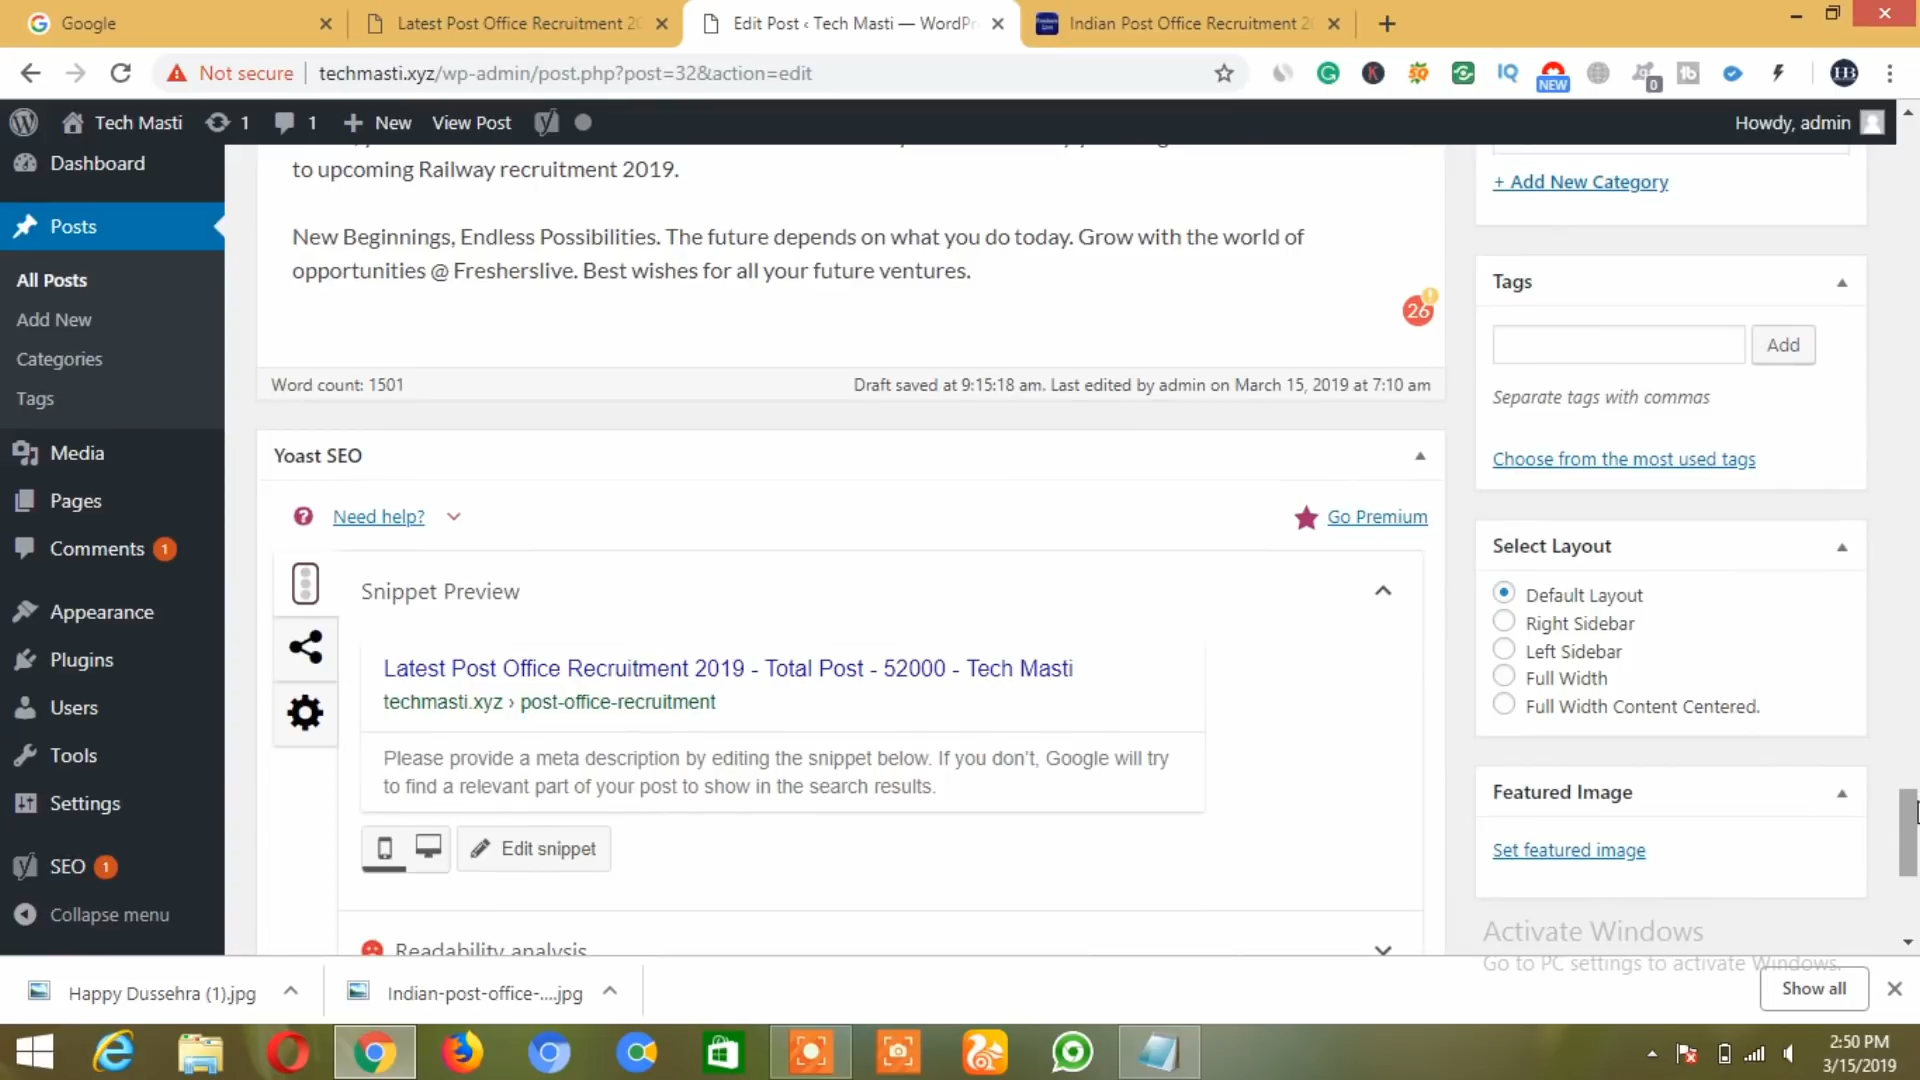 Google
Latest Post Office Recruitment 20
Edit Post ‹ Tech Masti — WordPr
Indian Post Office Recruitment 2
Not secure
techmasti.xyz/wp-admin/post.php?post=32&action=edit
IQ
NEW
0
Tech Masti
1
1
New
View Post
Howdy, admin
Dashboard
Posts
All Posts
Add New
Categories
Tags
Media
Pages
Comments 1
Appearance
Plugins
Users
Tools
Settings
SEO 1
Collapse menu
to upcoming Railway recruitment 2019.
New Beginnings, Endless Possibilities. The future depends on what you do today. Grow with the world of
opportunities @ Fresherslive. Best wishes for all your future ventures.
26
Word count: 1501
Draft saved at 9:15:18 am. Last edited by admin on March 15, 2019 at 7:10 am
Yoast SEO
Need help?
Go Premium
Snippet Preview
Latest Post Office Recruitment 2019 - Total Post - 52000 - Tech Masti
techmasti.xyz › post-office-recruitment
Please provide a meta description by editing the snippet below. If you don’t, Google will try
to find a relevant part of your post to show in the search results.
Edit snippet
Readability analysis
+ Add New Category
Tags
Add
Separate tags with commas
Choose from the most used tags
Select Layout
Default Layout
Right Sidebar
Left Sidebar
Full Width
Full Width Content Centered.
Featured Image
Set featured image
Activate Windows
Go to PC settings to activate Windows.
Happy Dussehra (1).jpg
Indian-post-office-....jpg
Show all
2:50 PM
3/15/2019